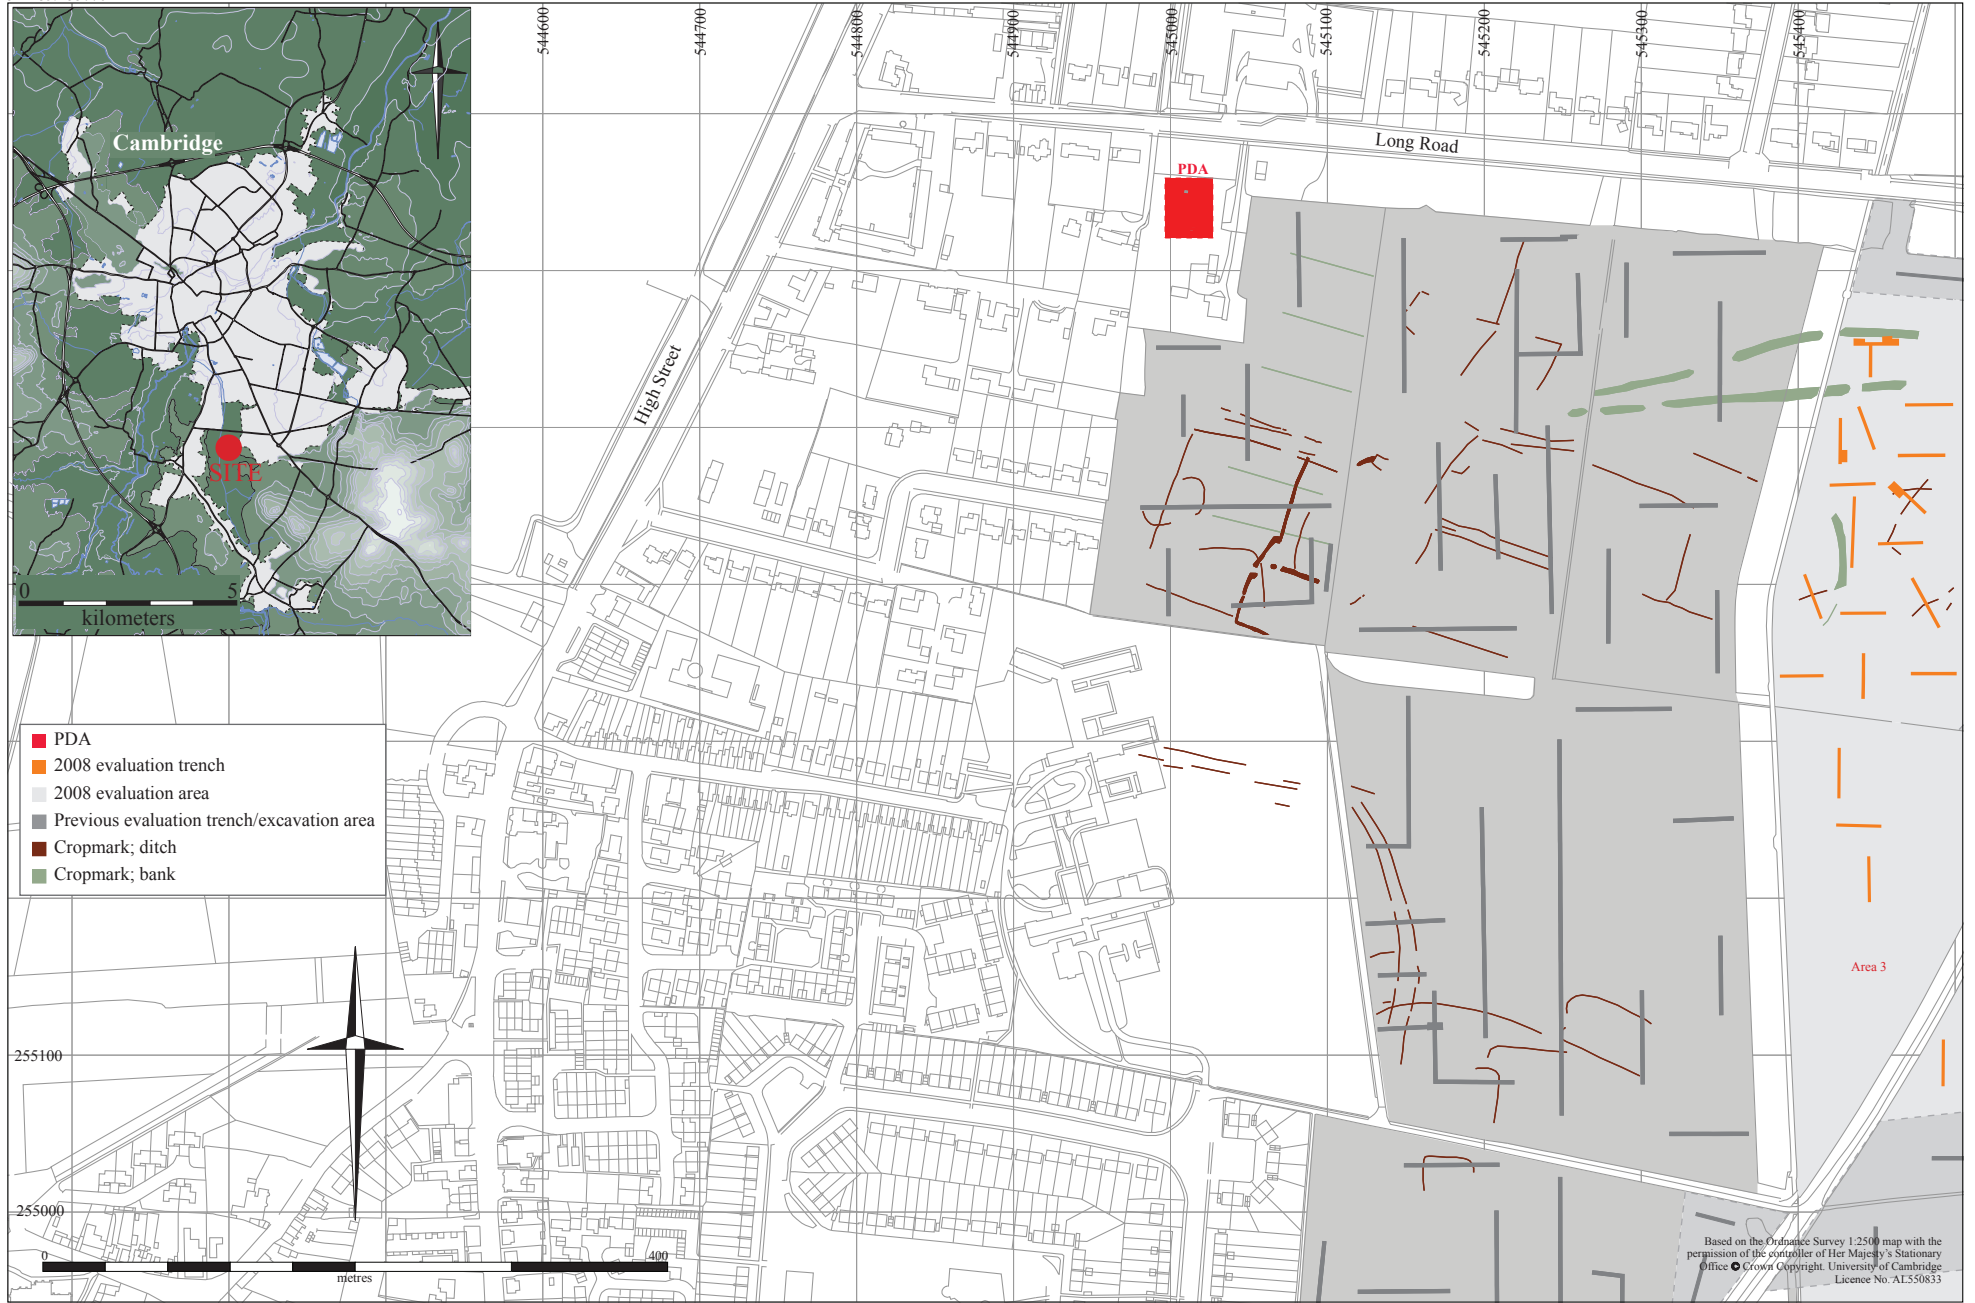 Cambridge
SITE
0 5
kilometers
544600
544700
544800
544900
545000
545100
545200
545300
545400
Long Road
PDA
High Street
PDA
2008 evaluation trench
2008 evaluation area
Previous evaluation trench/excavation area
Cropmark; ditch
Cropmark; bank
Area 3
255100
255000
0 400
metres
Based on the Ordnance Survey 1:2500 map with the
permission of the controller of Her Majesty's Stationary
Office © Crown Copyright. University of Cambridge
Licence No. AL550833